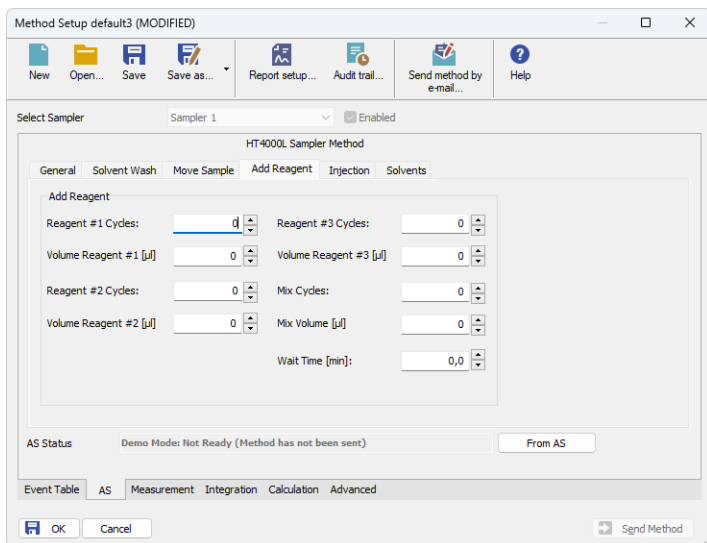 Method Setup default3 (MODIFIED)
New Open... Save Save as... Report setup... Audit trail... Send method by e-mail... Help
Select Sampler Sampler 1 Enabled
HT4000L Sampler Method
General Solvent Wash Move Sample Add Reagent Injection Solvents
Add Reagent
Reagent #1 Cycles: 0 Reagent #3 Cycles: 0
Volume Reagent #1 [µl] 0 Volume Reagent #3 [µl] 0
Reagent #2 Cycles: 0 Mix Cycles: 0
Volume Reagent #2 [µl] 0 Mix Volume [µl] 0
Wait Time [min]: 0,0
AS Status Demo Mode: Not Ready (Method has not been sent) From AS
Event Table AS Measurement Integration Calculation Advanced
OK Cancel Send Method